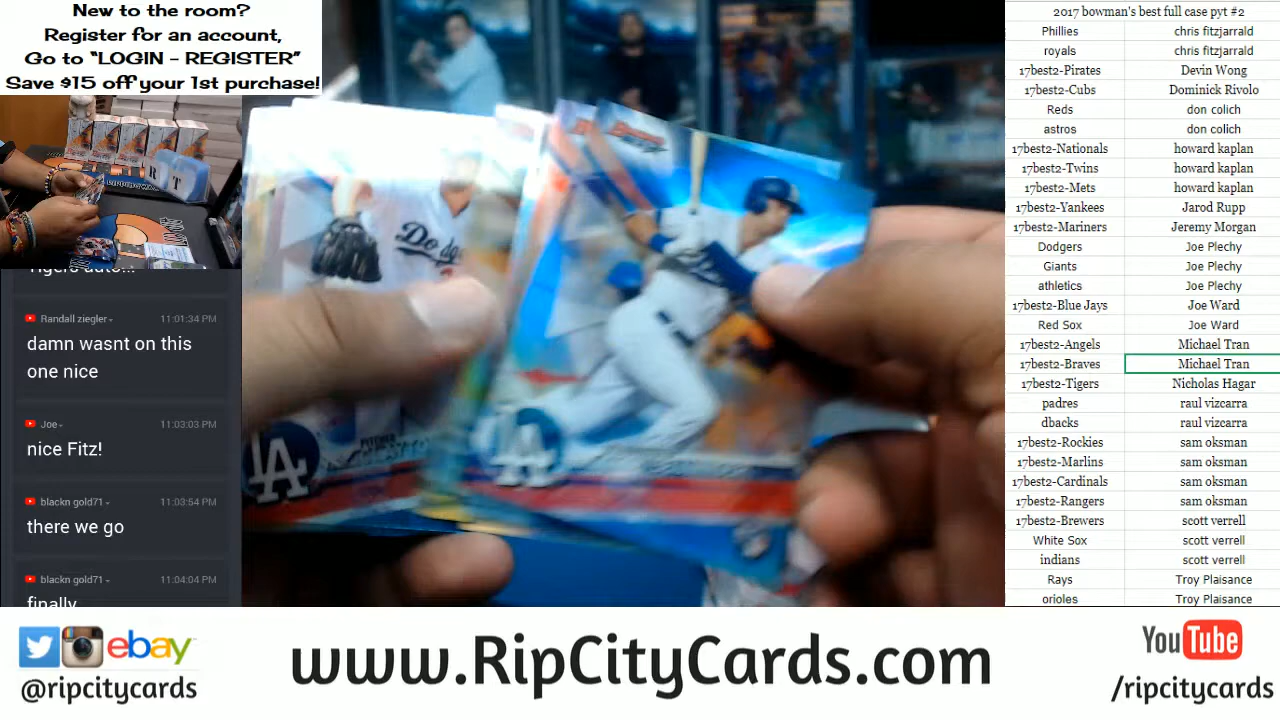 New to the room?
Register for an account,
Go to "LOGIN - REGISTER"
Save $15 off your 1st purchase!
Tigers auto...
Randall ziegler
11:01:34 PM
damn wasnt on this
one nice
Joe
11:03:03 PM
nice Fitz!
blackn gold71
11:03:54 PM
there we go
blackn gold71
11:04:04 PM
finally
R T
Dodg
LA
PITCHER
LA
2017 bowman's best full case pyt #2
Phillies chris fitzjarrald
royals chris fitzjarrald
17best2-Pirates Devin Wong
17best2-Cubs Dominick Rivolo
Reds don colich
astros don colich
17best2-Nationals howard kaplan
17best2-Twins howard kaplan
17best2-Mets howard kaplan
17best2-Yankees Jarod Rupp
17best2-Mariners Jeremy Morgan
Dodgers Joe Plechy
Giants Joe Plechy
athletics Joe Plechy
17best2-Blue Jays Joe Ward
Red Sox Joe Ward
17best2-Angels Michael Tran
17best2-Braves Michael Tran
17best2-Tigers Nicholas Hagar
padres raul vizcarra
dbacks raul vizcarra
17best2-Rockies sam oksman
17best2-Marlins sam oksman
17best2-Cardinals sam oksman
17best2-Rangers sam oksman
17best2-Brewers scott verrell
White Sox scott verrell
indians scott verrell
Rays Troy Plaisance
orioles Troy Plaisance
ebay
@ripcitycards
www.RipCityCards.com
YouTube
/ripcitycards